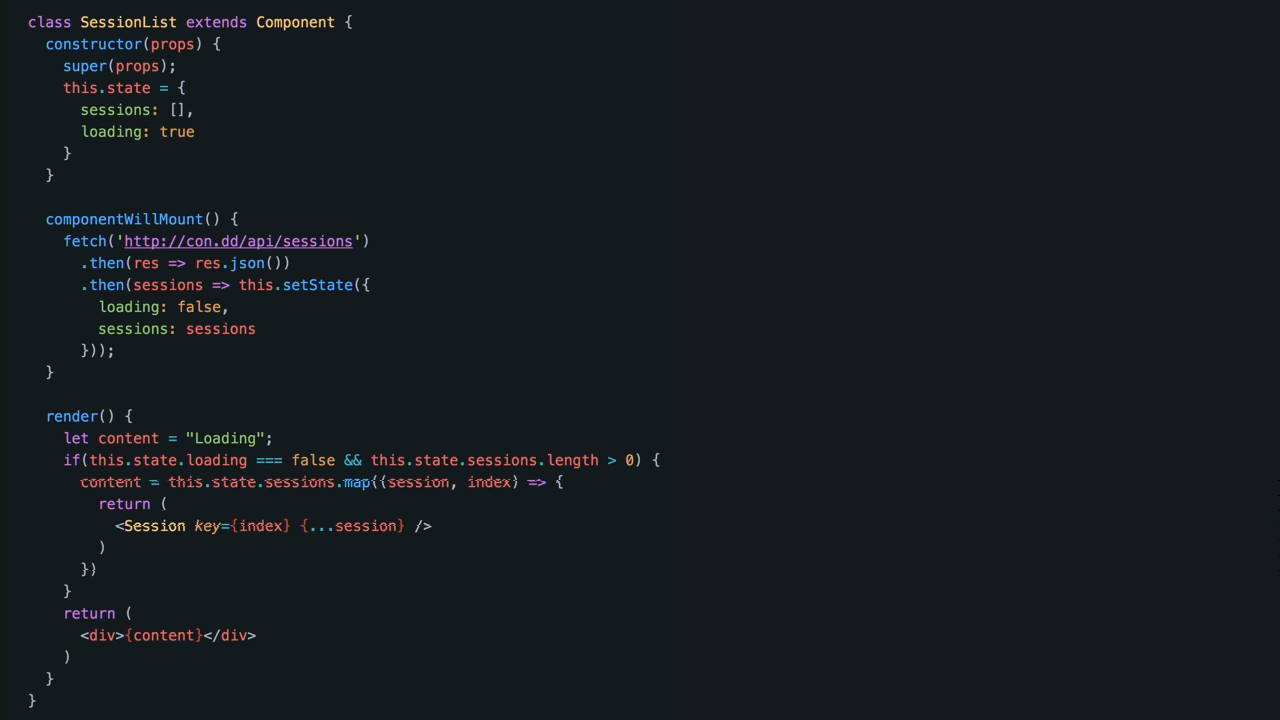 class SessionList extends Component {
  constructor(props) {
    super(props);
    this.state = {
      sessions: [],
      loading: true
    }
  }

  componentWillMount() {
    fetch('http://con.dd/api/sessions')
      .then(res => res.json())
      .then(sessions => this.setState({
        loading: false,
        sessions: sessions
      }));
  }

  render() {
    let content = "Loading";
    if(this.state.loading === false && this.state.sessions.length > 0) {
      content = this.state.sessions.map((session, index) => {
        return (
          <Session key={index} {...session} />
        )
      })
    }
    return (
      <div>{content}</div>
    )
  }
}